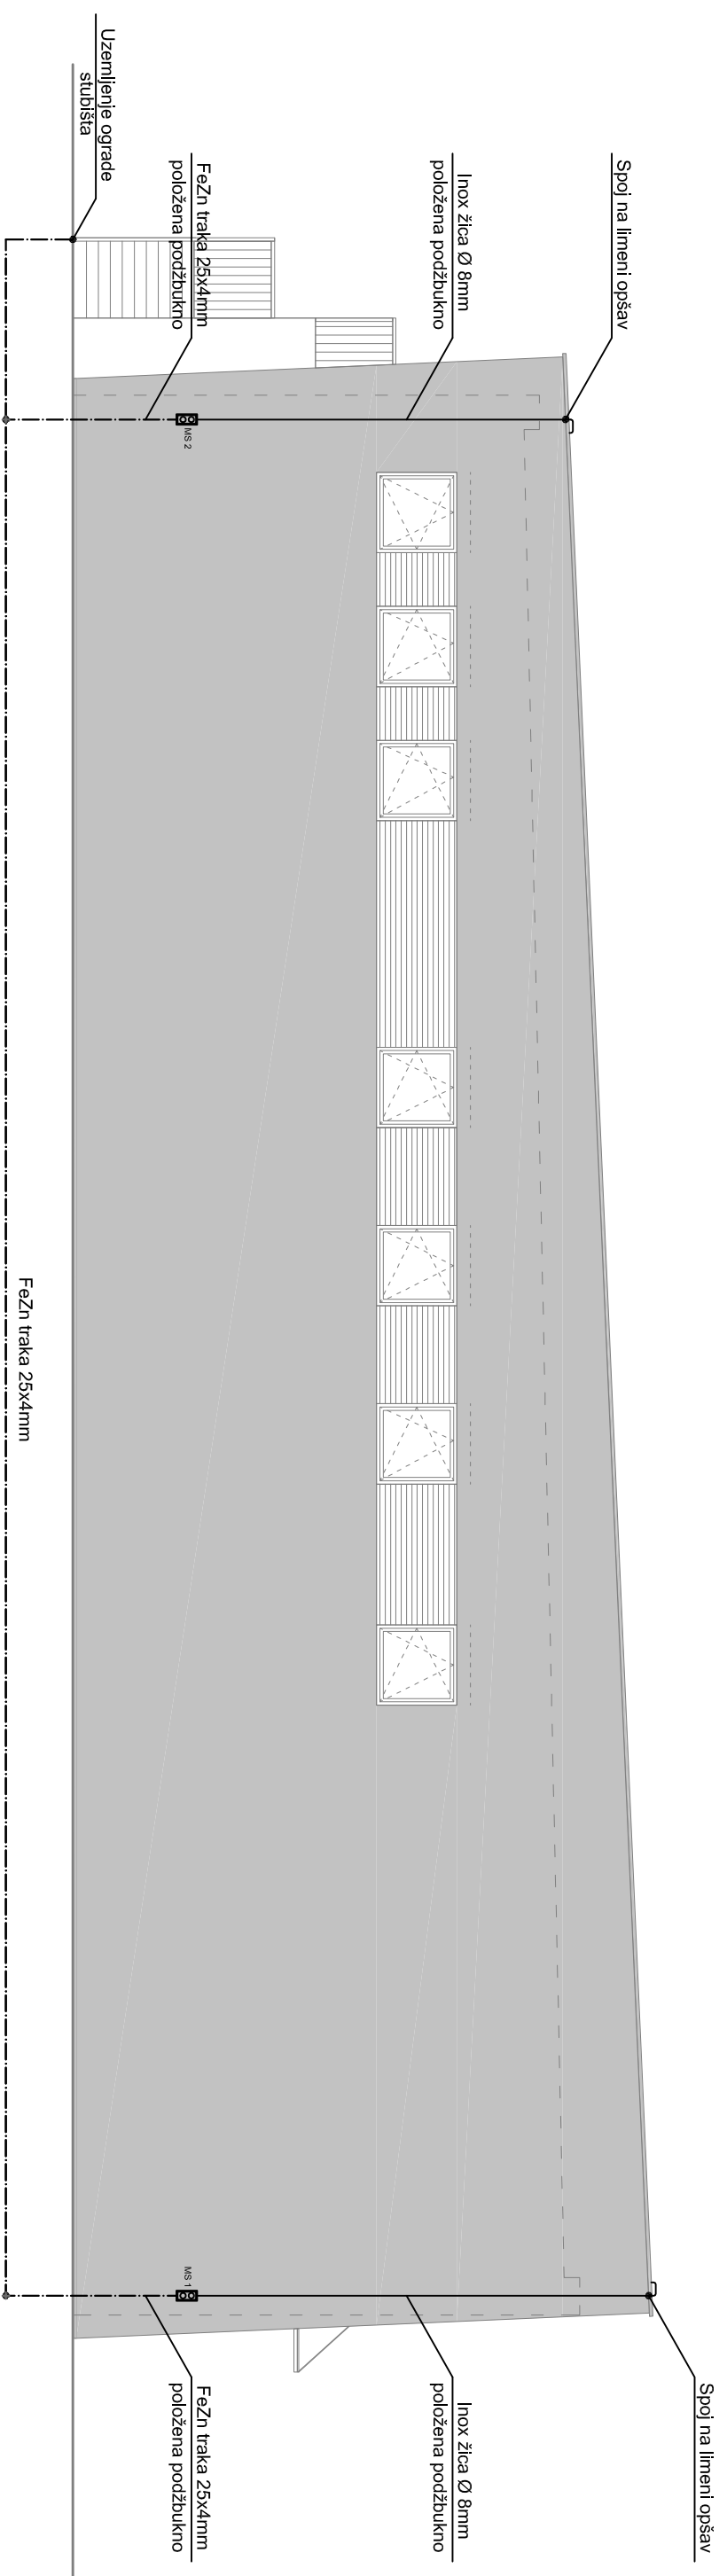 Uzemljenje ograde
stubišta
FeZn traka 25x4mm
položena podžbukno
Inox žica Ø 8mm
položena podžbukno
Spoj na limeni opšav
MS 2
FeZn traka 25x4mm
MS 1
FeZn traka 25x4mm
položena podžbukno
Inox žica Ø 8mm
položena podžbukno
Spoj na limeni opšav